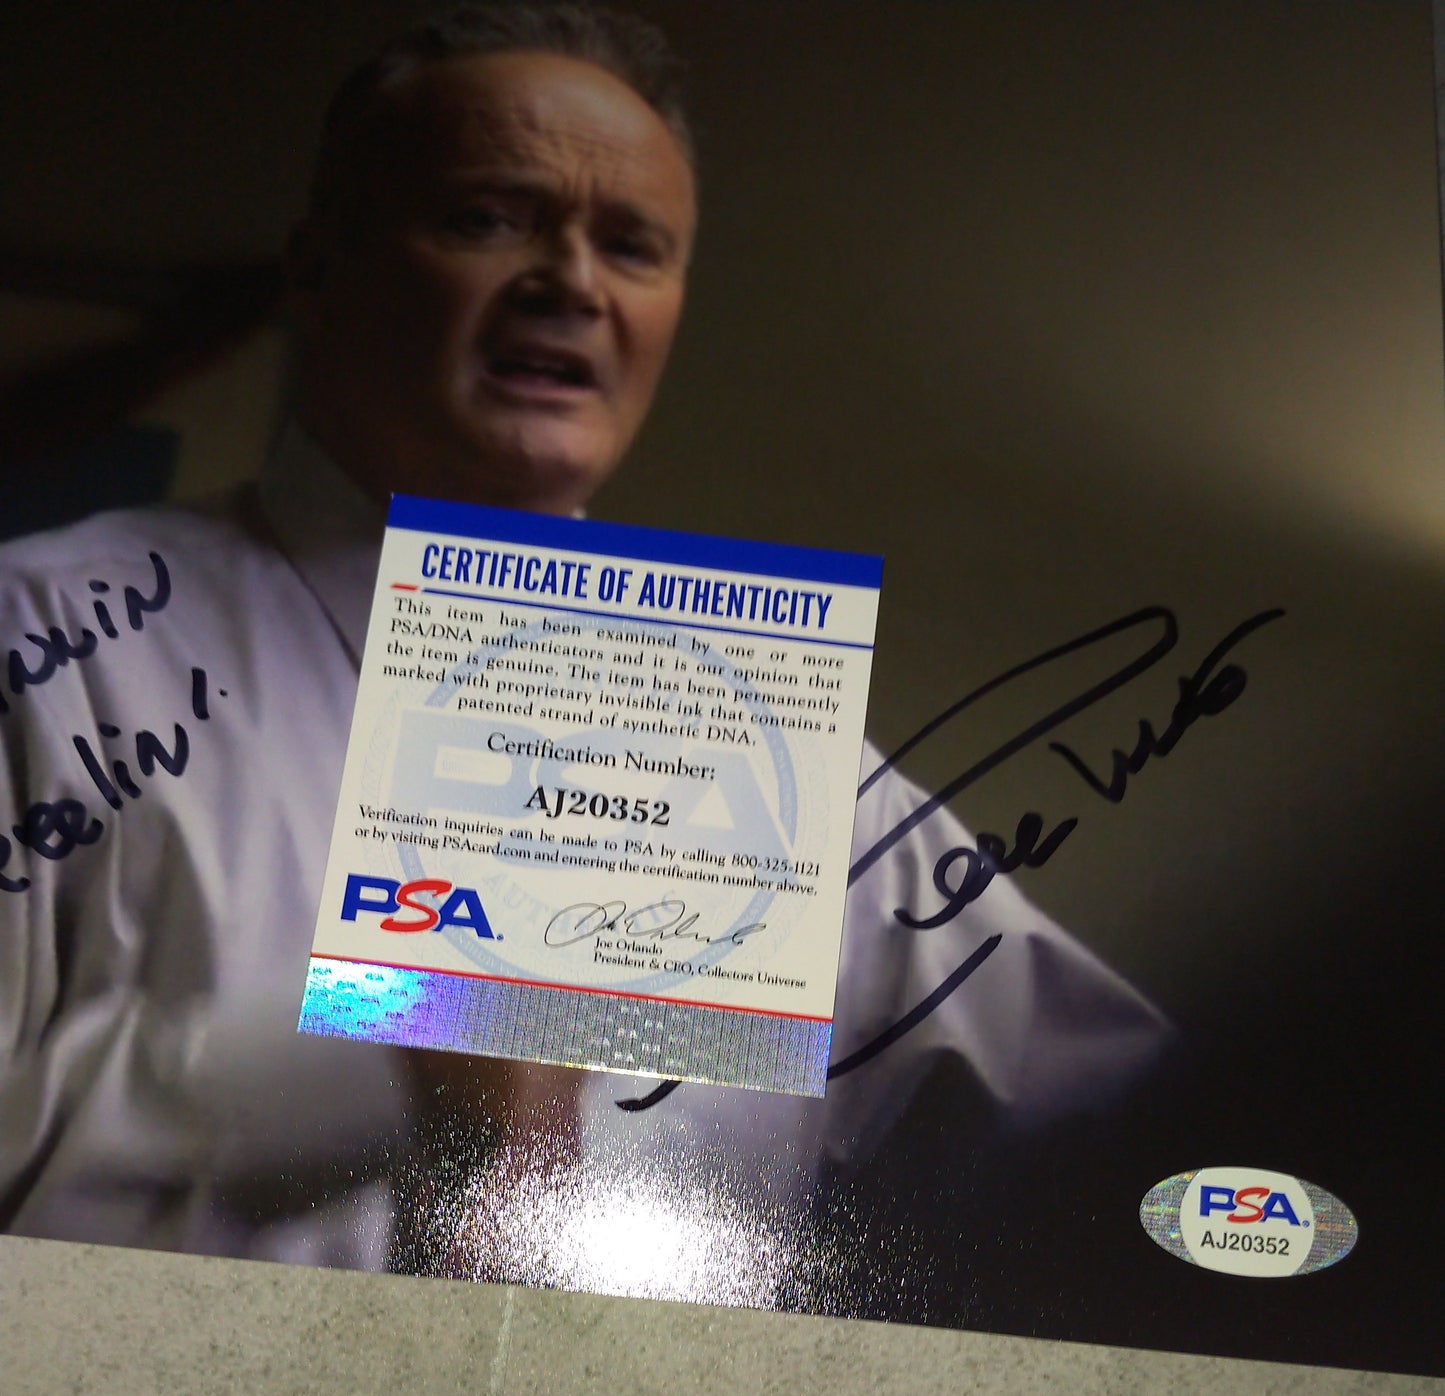 CERTIFICATE OF AUTHENTICITY
This item has been examined by one or more
PSA/DNA authenticators and it is our opinion that
the item is genuine. The item has been permanently
marked with proprietary invisible ink that contains a
patented strand of synthetic DNA.
Certification Number:
AJ20352
Verification inquiries can be made to PSA by calling 800-325-1121
or by visiting PSAcard.com and entering the certification number above.
PSA
Joe Orlando
President & CEO, Collectors Universe
PSA
AJ20352